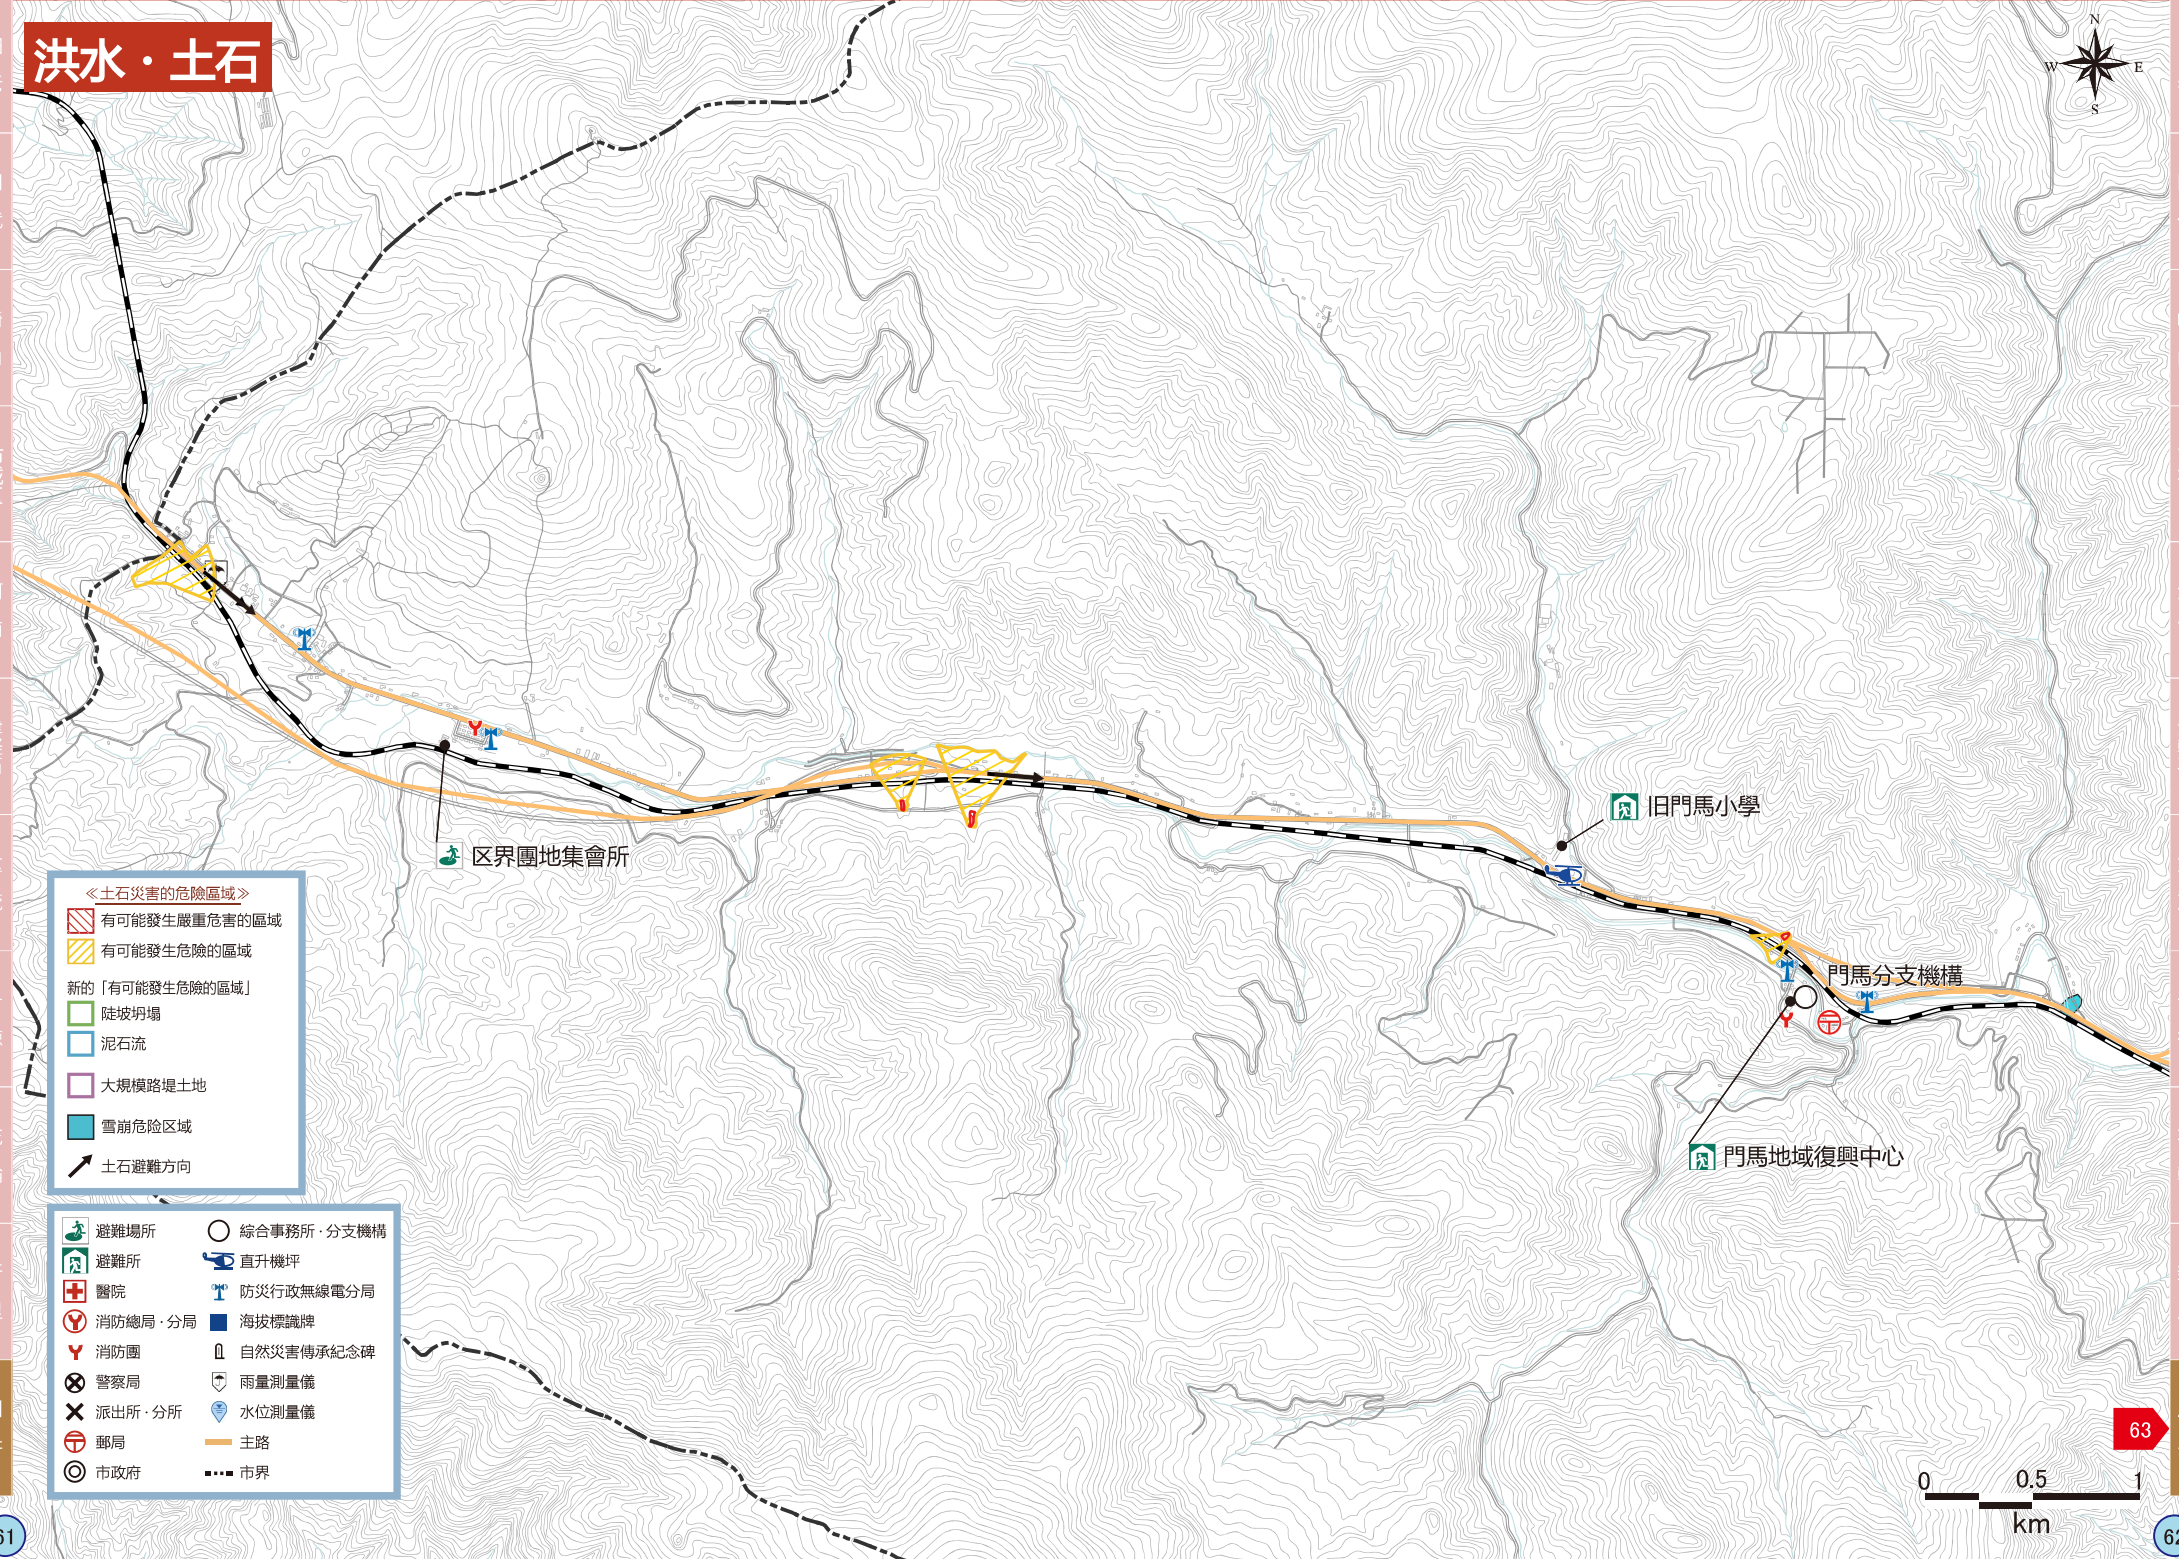 洪水・土石
N
W
E
S
旧門馬小學
区界團地集會所
門馬分支機構
門馬地域復興中心
≪土石災害的危險區域≫
有可能發生嚴重危害的區域
有可能發生危險的區域
新的「有可能發生危險的區域」
陡坡坍塌
泥石流
大規模路堤土地
雪崩危险区域
土石避難方向
避難場所
綜合事務所·分支機構
避難所
直升機坪
醫院
防災行政無線電分局
消防總局·分局
海拔標識牌
消防團
自然災害傳承紀念碑
警察局
雨量測量儀
派出所·分所
水位測量儀
郵局
主路
市政府
市界
63
0 0.5 1
km
61
62